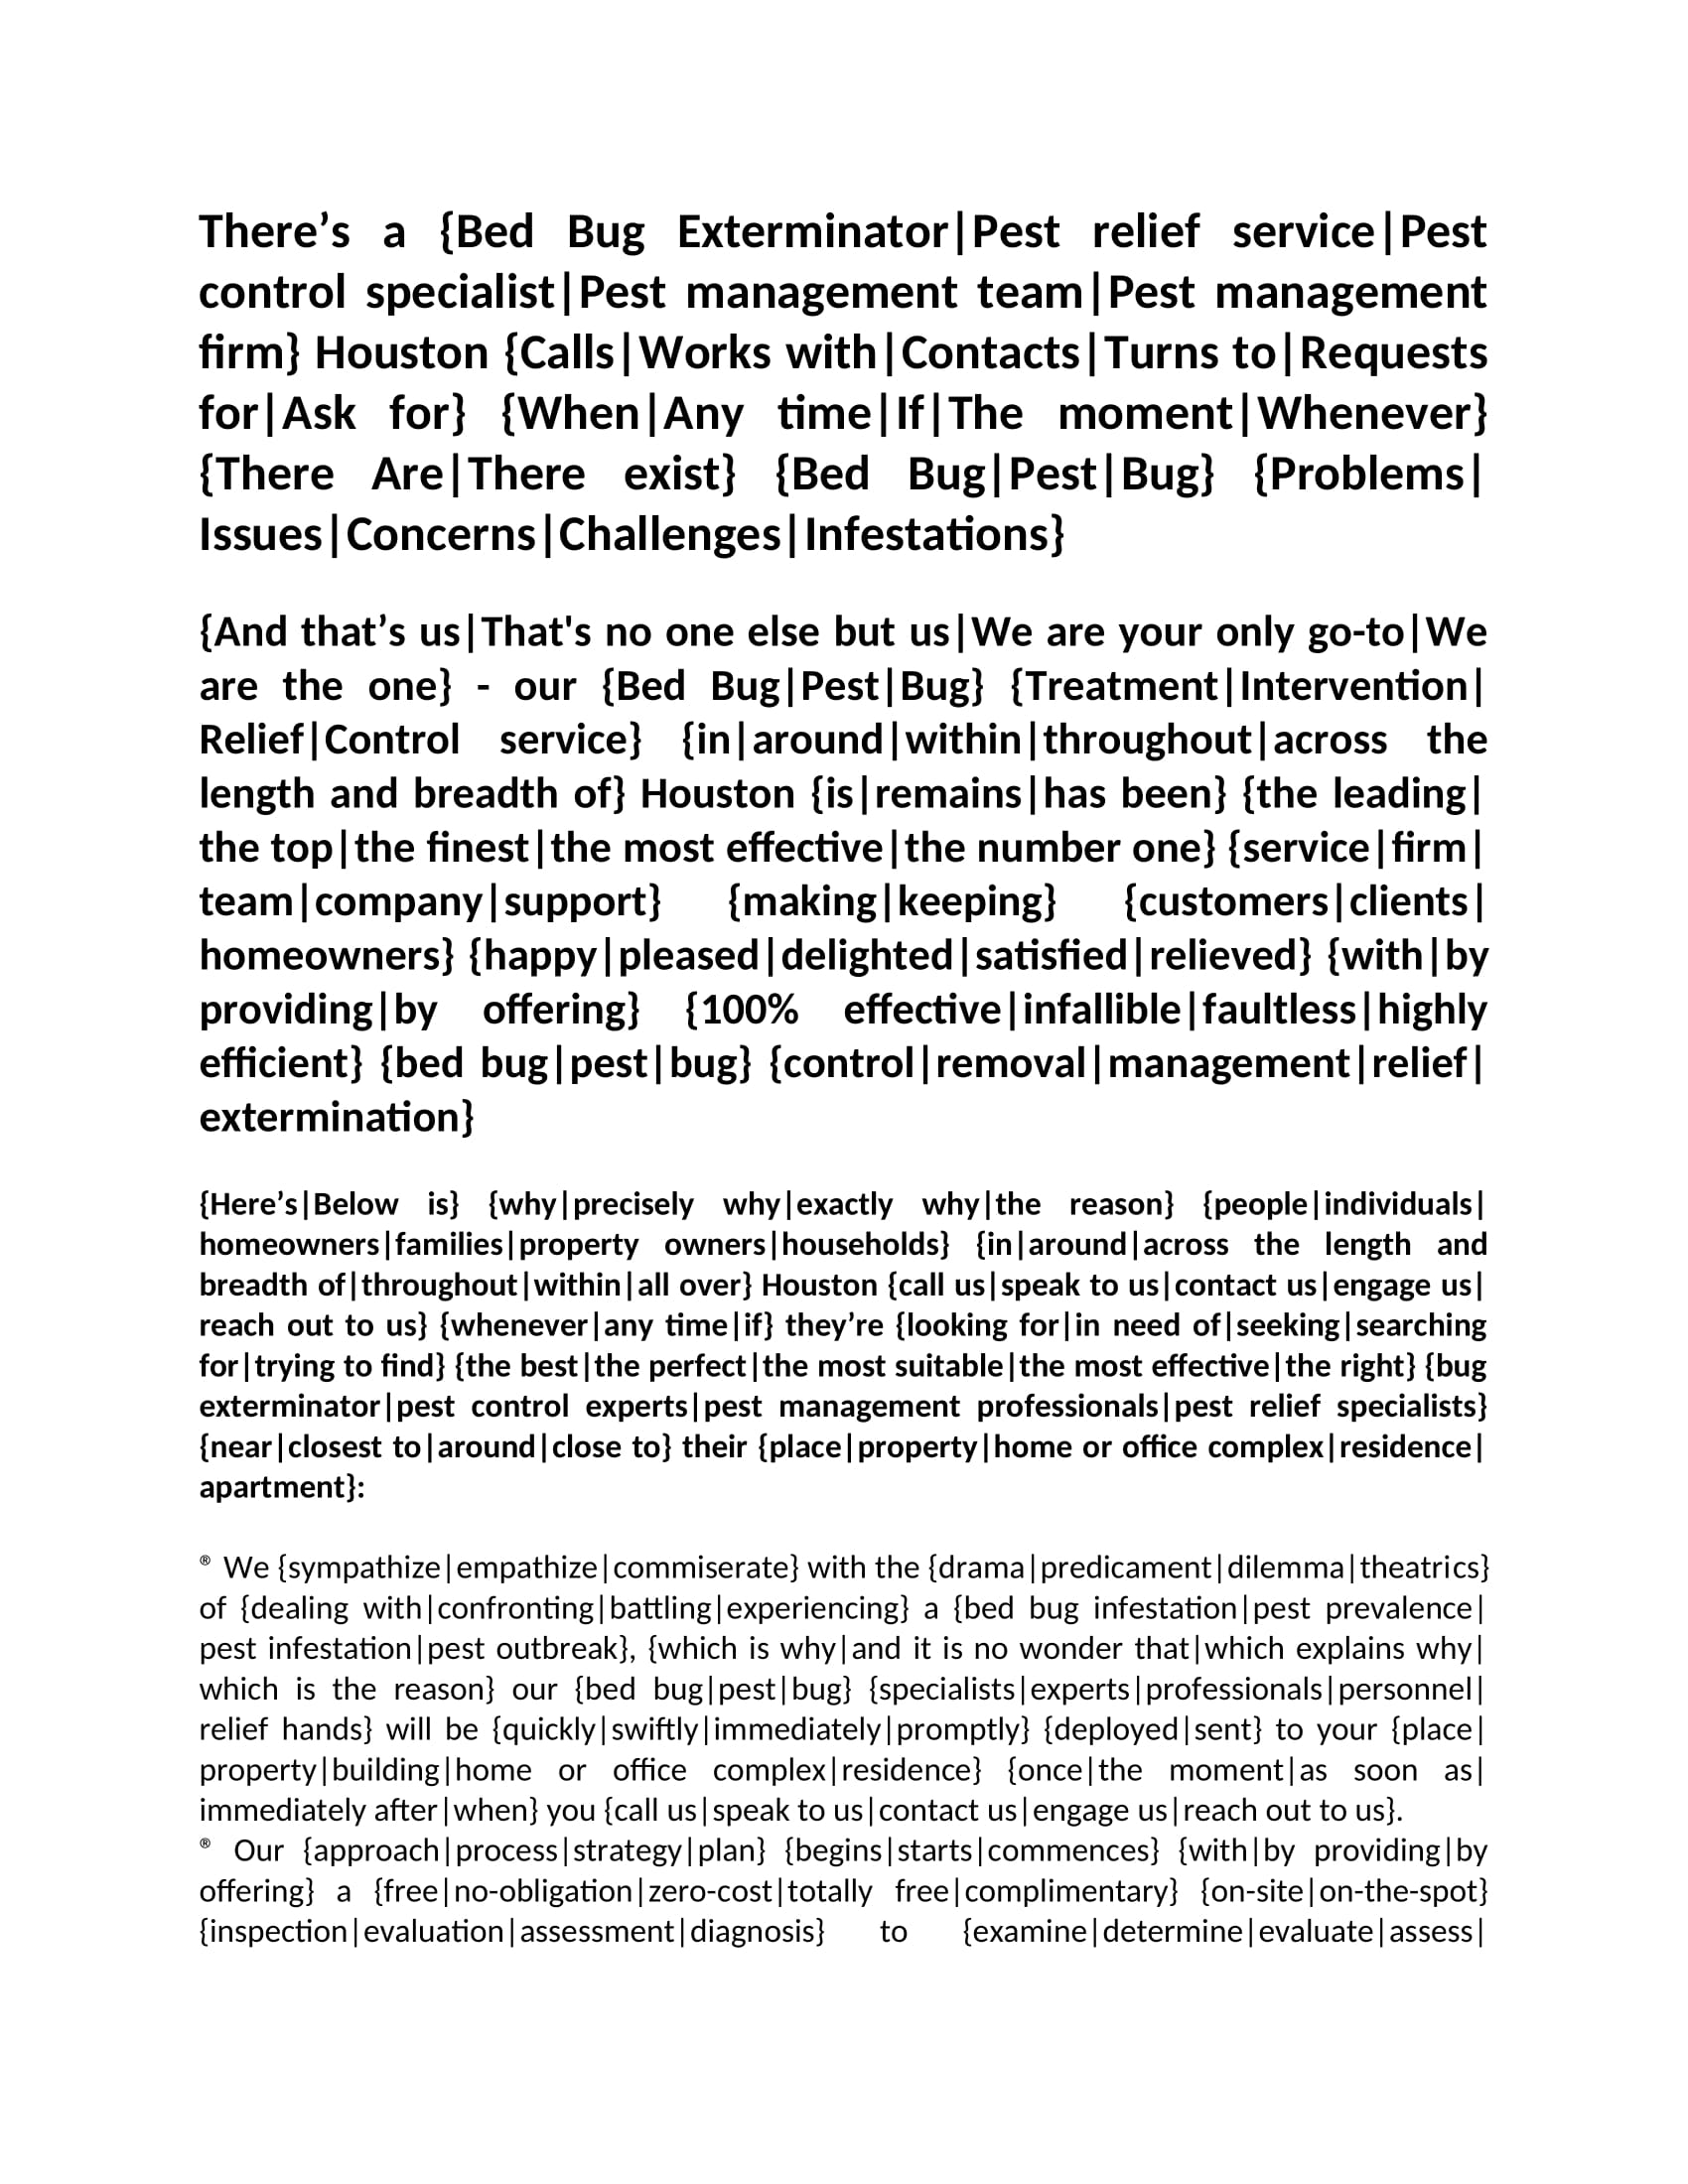 There’s a {Bed Bug Exterminator|Pest relief service|Pest
control specialist|Pest management team|Pest management
firm} Houston {Calls|Works with|Contacts|Turns to|Requests
for|Ask for} {When|Any time|If|The moment|Whenever}
{There Are|There exist} {Bed Bug|Pest|Bug} {Problems|
Issues|Concerns|Challenges|Infestations}
{And that’s us|That's no one else but us|We are your only go-to|We
are the one} - our {Bed Bug|Pest|Bug} {Treatment|Intervention|
Relief|Control service} {in|around|within|throughout|across the
length and breadth of} Houston {is|remains|has been} {the leading|
the top|the finest|the most effective|the number one} {service|firm|
team|company|support} {making|keeping} {customers|clients|
homeowners} {happy|pleased|delighted|satisfied|relieved} {with|by
providing|by offering} {100% effective|infallible|faultless|highly
efficient} {bed bug|pest|bug} {control|removal|management|relief|
extermination}
{Here’s|Below is} {why|precisely why|exactly why|the reason} {people|individuals|
homeowners|families|property owners|households} {in|around|across the length and
breadth of|throughout|within|all over} Houston {call us|speak to us|contact us|engage us|
reach out to us} {whenever|any time|if} they’re {looking for|in need of|seeking|searching
for|trying to find} {the best|the perfect|the most suitable|the most effective|the right} {bug
exterminator|pest control experts|pest management professionals|pest relief specialists}
{near|closest to|around|close to} their {place|property|home or office complex|residence|
apartment}:
® We {sympathize|empathize|commiserate} with the {drama|predicament|dilemma|theatrics}
of {dealing with|confronting|battling|experiencing} a {bed bug infestation|pest prevalence|
pest infestation|pest outbreak}, {which is why|and it is no wonder that|which explains why|
which is the reason} our {bed bug|pest|bug} {specialists|experts|professionals|personnel|
relief hands} will be {quickly|swiftly|immediately|promptly} {deployed|sent} to your {place|
property|building|home or office complex|residence} {once|the moment|as soon as|
immediately after|when} you {call us|speak to us|contact us|engage us|reach out to us}.
® Our {approach|process|strategy|plan} {begins|starts|commences} {with|by providing|by
offering} a {free|no-obligation|zero-cost|totally free|complimentary} {on-site|on-the-spot}
{inspection|evaluation|assessment|diagnosis} to {examine|determine|evaluate|assess|